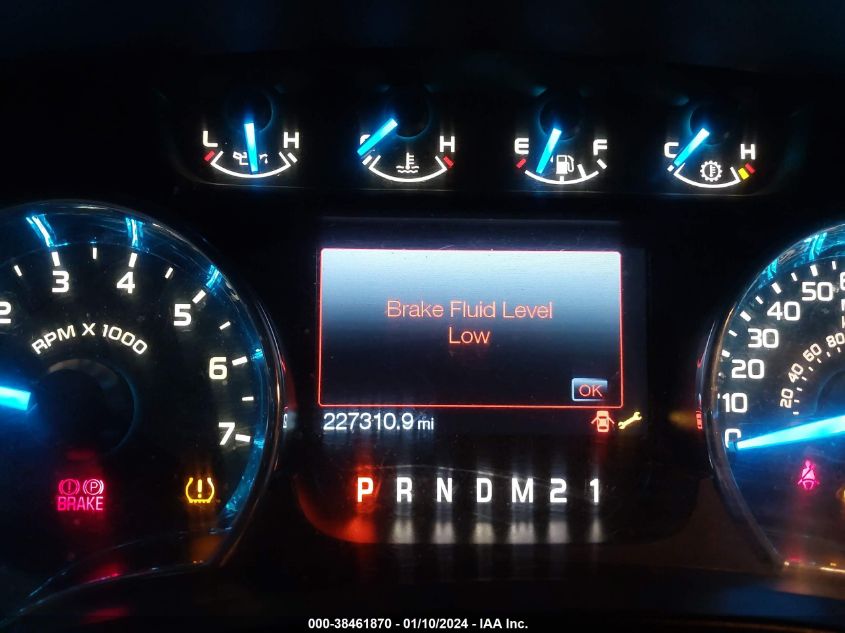 L H
H
E F
C H
2 3 4 5 6 7
RPM X 1000
Brake Fluid Level
Low
OK
227310.9 mi
P R N D M 2 1
BRAKE
P
0 10 20 30 40 50
20 40 60 80
000-38461870 - 01/10/2024 - IAA Inc.